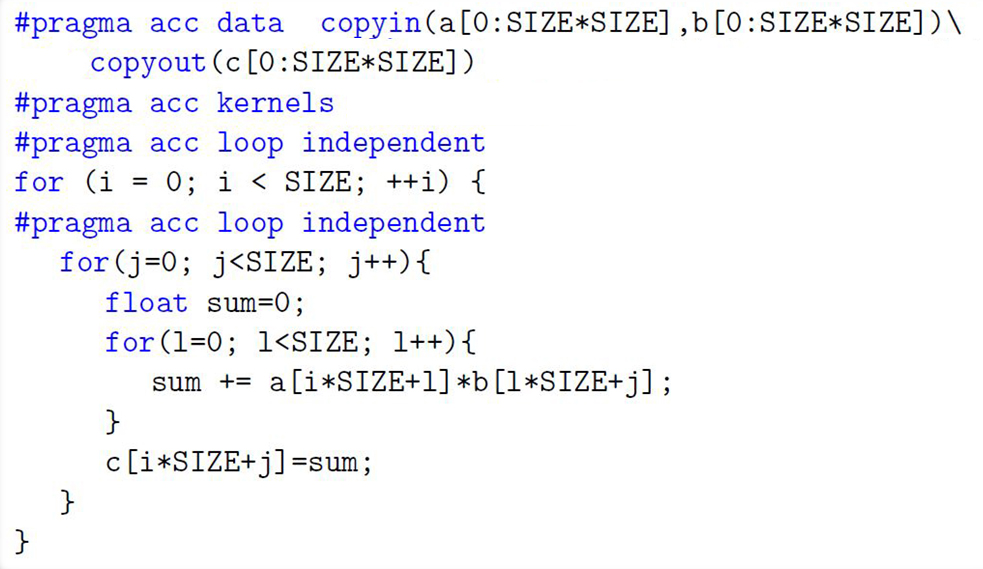 #pragma acc data  copyin(a[0:SIZE*SIZE],b[0:SIZE*SIZE])\
     copyout(c[0:SIZE*SIZE])
#pragma acc kernels
#pragma acc loop independent
for (i = 0; i < SIZE; ++i) {
#pragma acc loop independent
   for(j=0; j<SIZE; j++){
      float sum=0;
      for(l=0; l<SIZE; l++){
         sum += a[i*SIZE+l]*b[l*SIZE+j];
      }
      c[i*SIZE+j]=sum;
   }
}